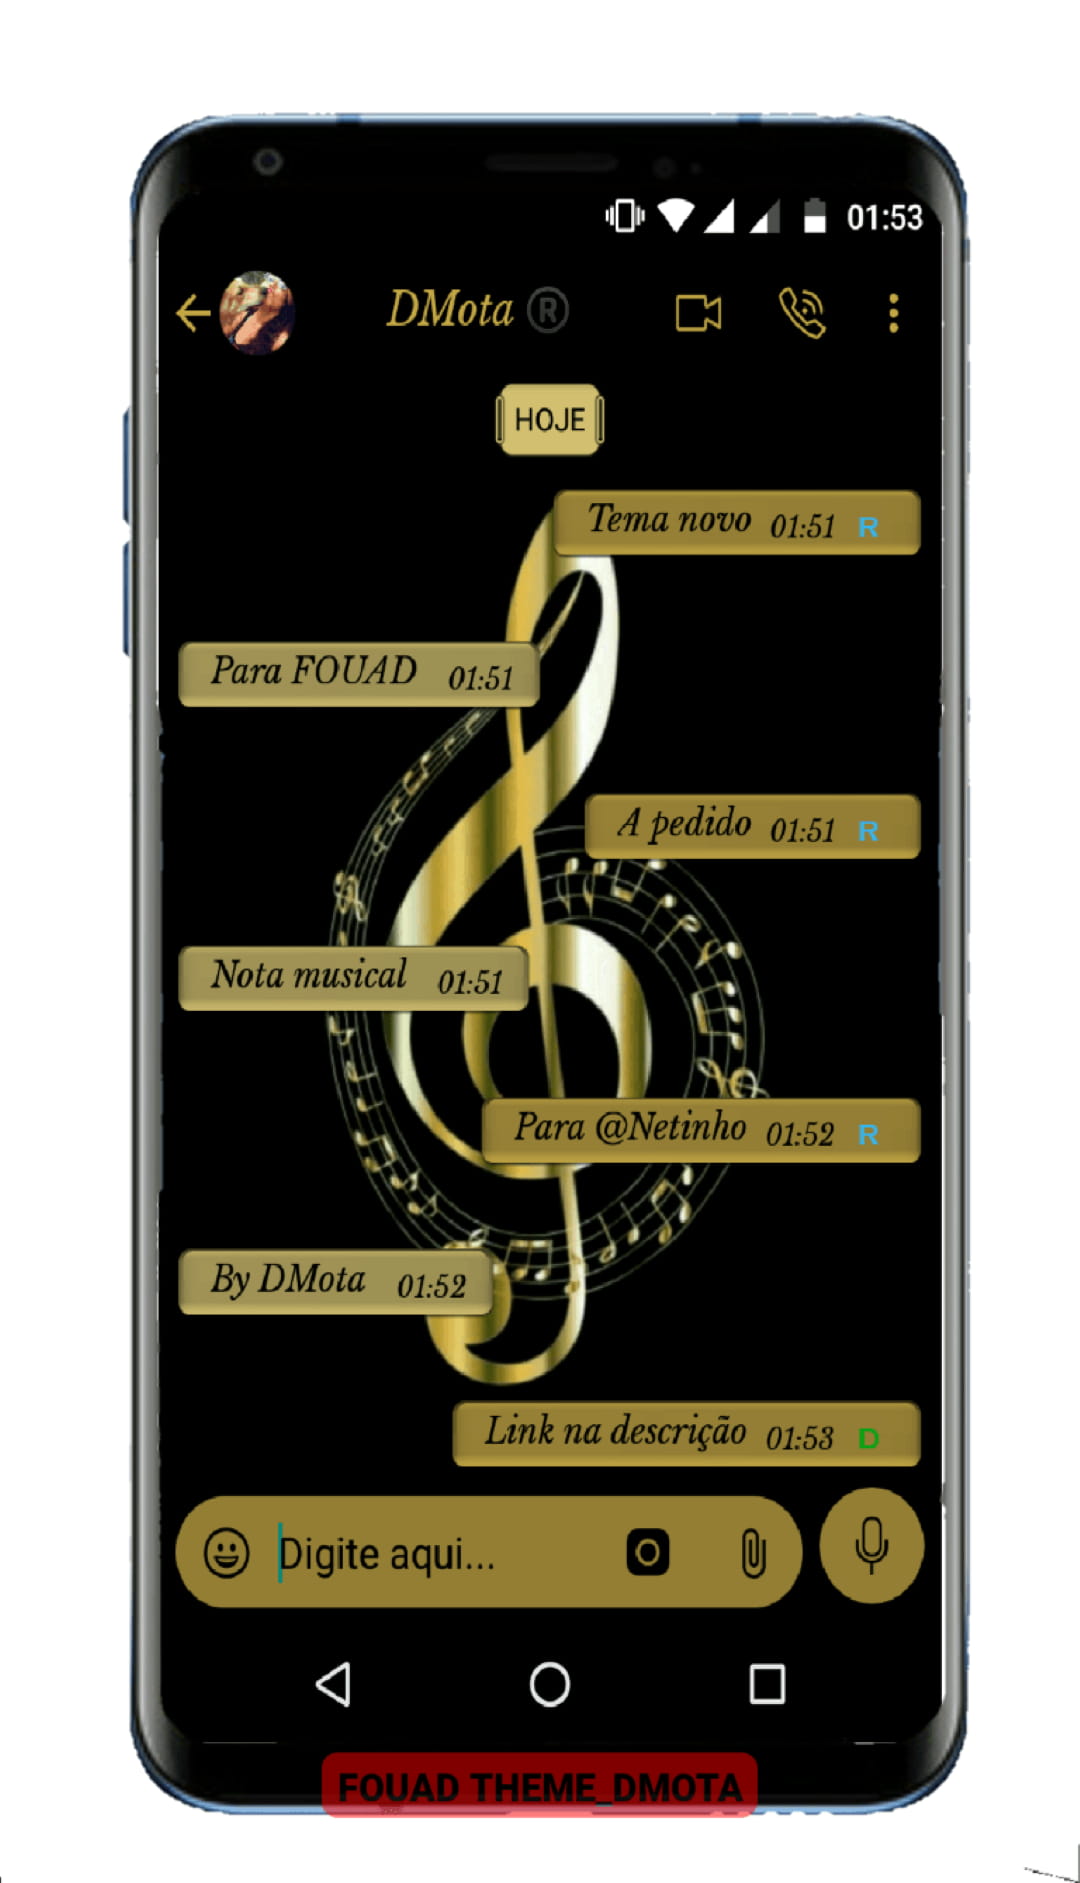 01:53
DMota ®
HOJE
Tema novo 01:51 R
Para FOUAD 01:51
A pedido 01:51 R
Nota musical 01:51
Para @Netinho 01:52 R
By DMota 01:52
Link na descrição 01:53 D
Digite aqui...
FOUAD THEME_DMOTA